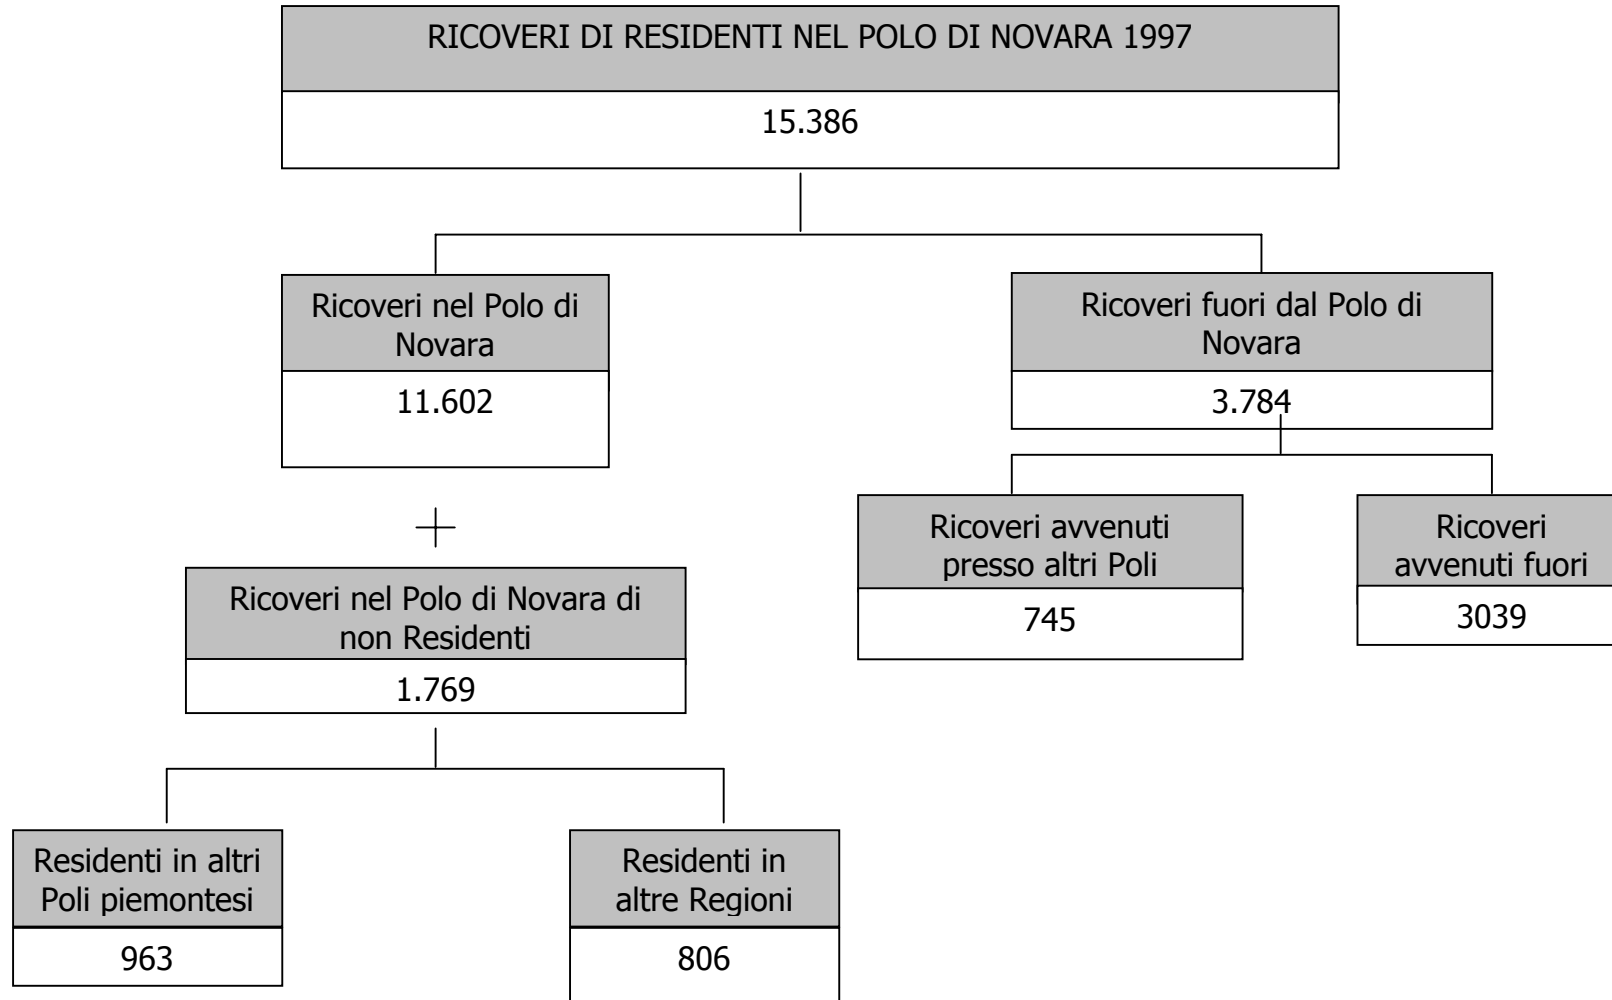 RICOVERI DI RESIDENTI NEL POLO DI NOVARA 1997
15.386
Ricoveri nel Polo di
Novara
11.602
Ricoveri fuori dal Polo di
Novara
3.784
Ricoveri avvenuti
presso altri Poli
745
Ricoveri
avvenuti fuori
3039
Ricoveri nel Polo di Novara di
non Residenti
1.769
Residenti in altri
Poli piemontesi
963
Residenti in
altre Regioni
806